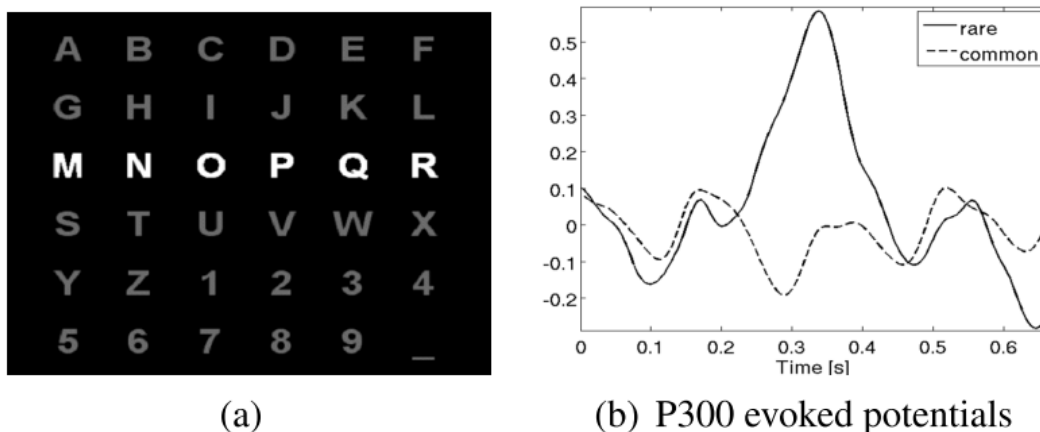 A B C D E F
G H I J K L
M N O P Q R
S T U V W X
Y Z 1 2 3 4
5 6 7 8 9 _
(a)
rare
common
0.5
0.4
0.3
0.2
0.1
0
-0.1
-0.2
0 0.1 0.2 0.3 0.4 0.5 0.6
Time [s]
(b) P300 evoked potentials